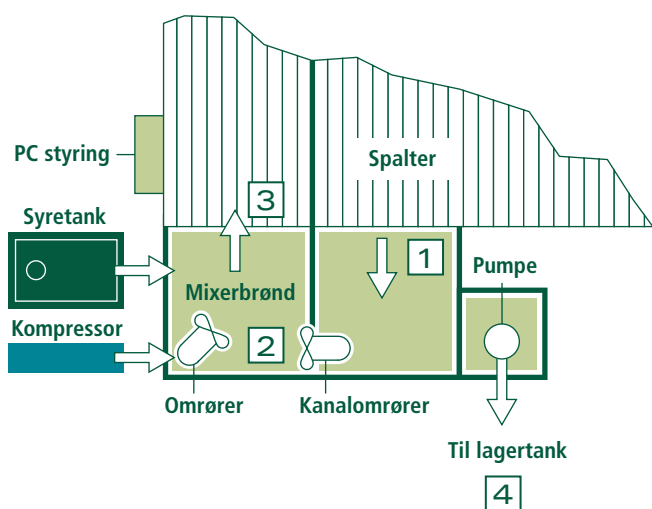 PC styring
Spalter
3
Syretank
1
Pumpe
Mixerbrønd
Kompressor
2
Omrører
Kanalomrører
Til lagertank
4